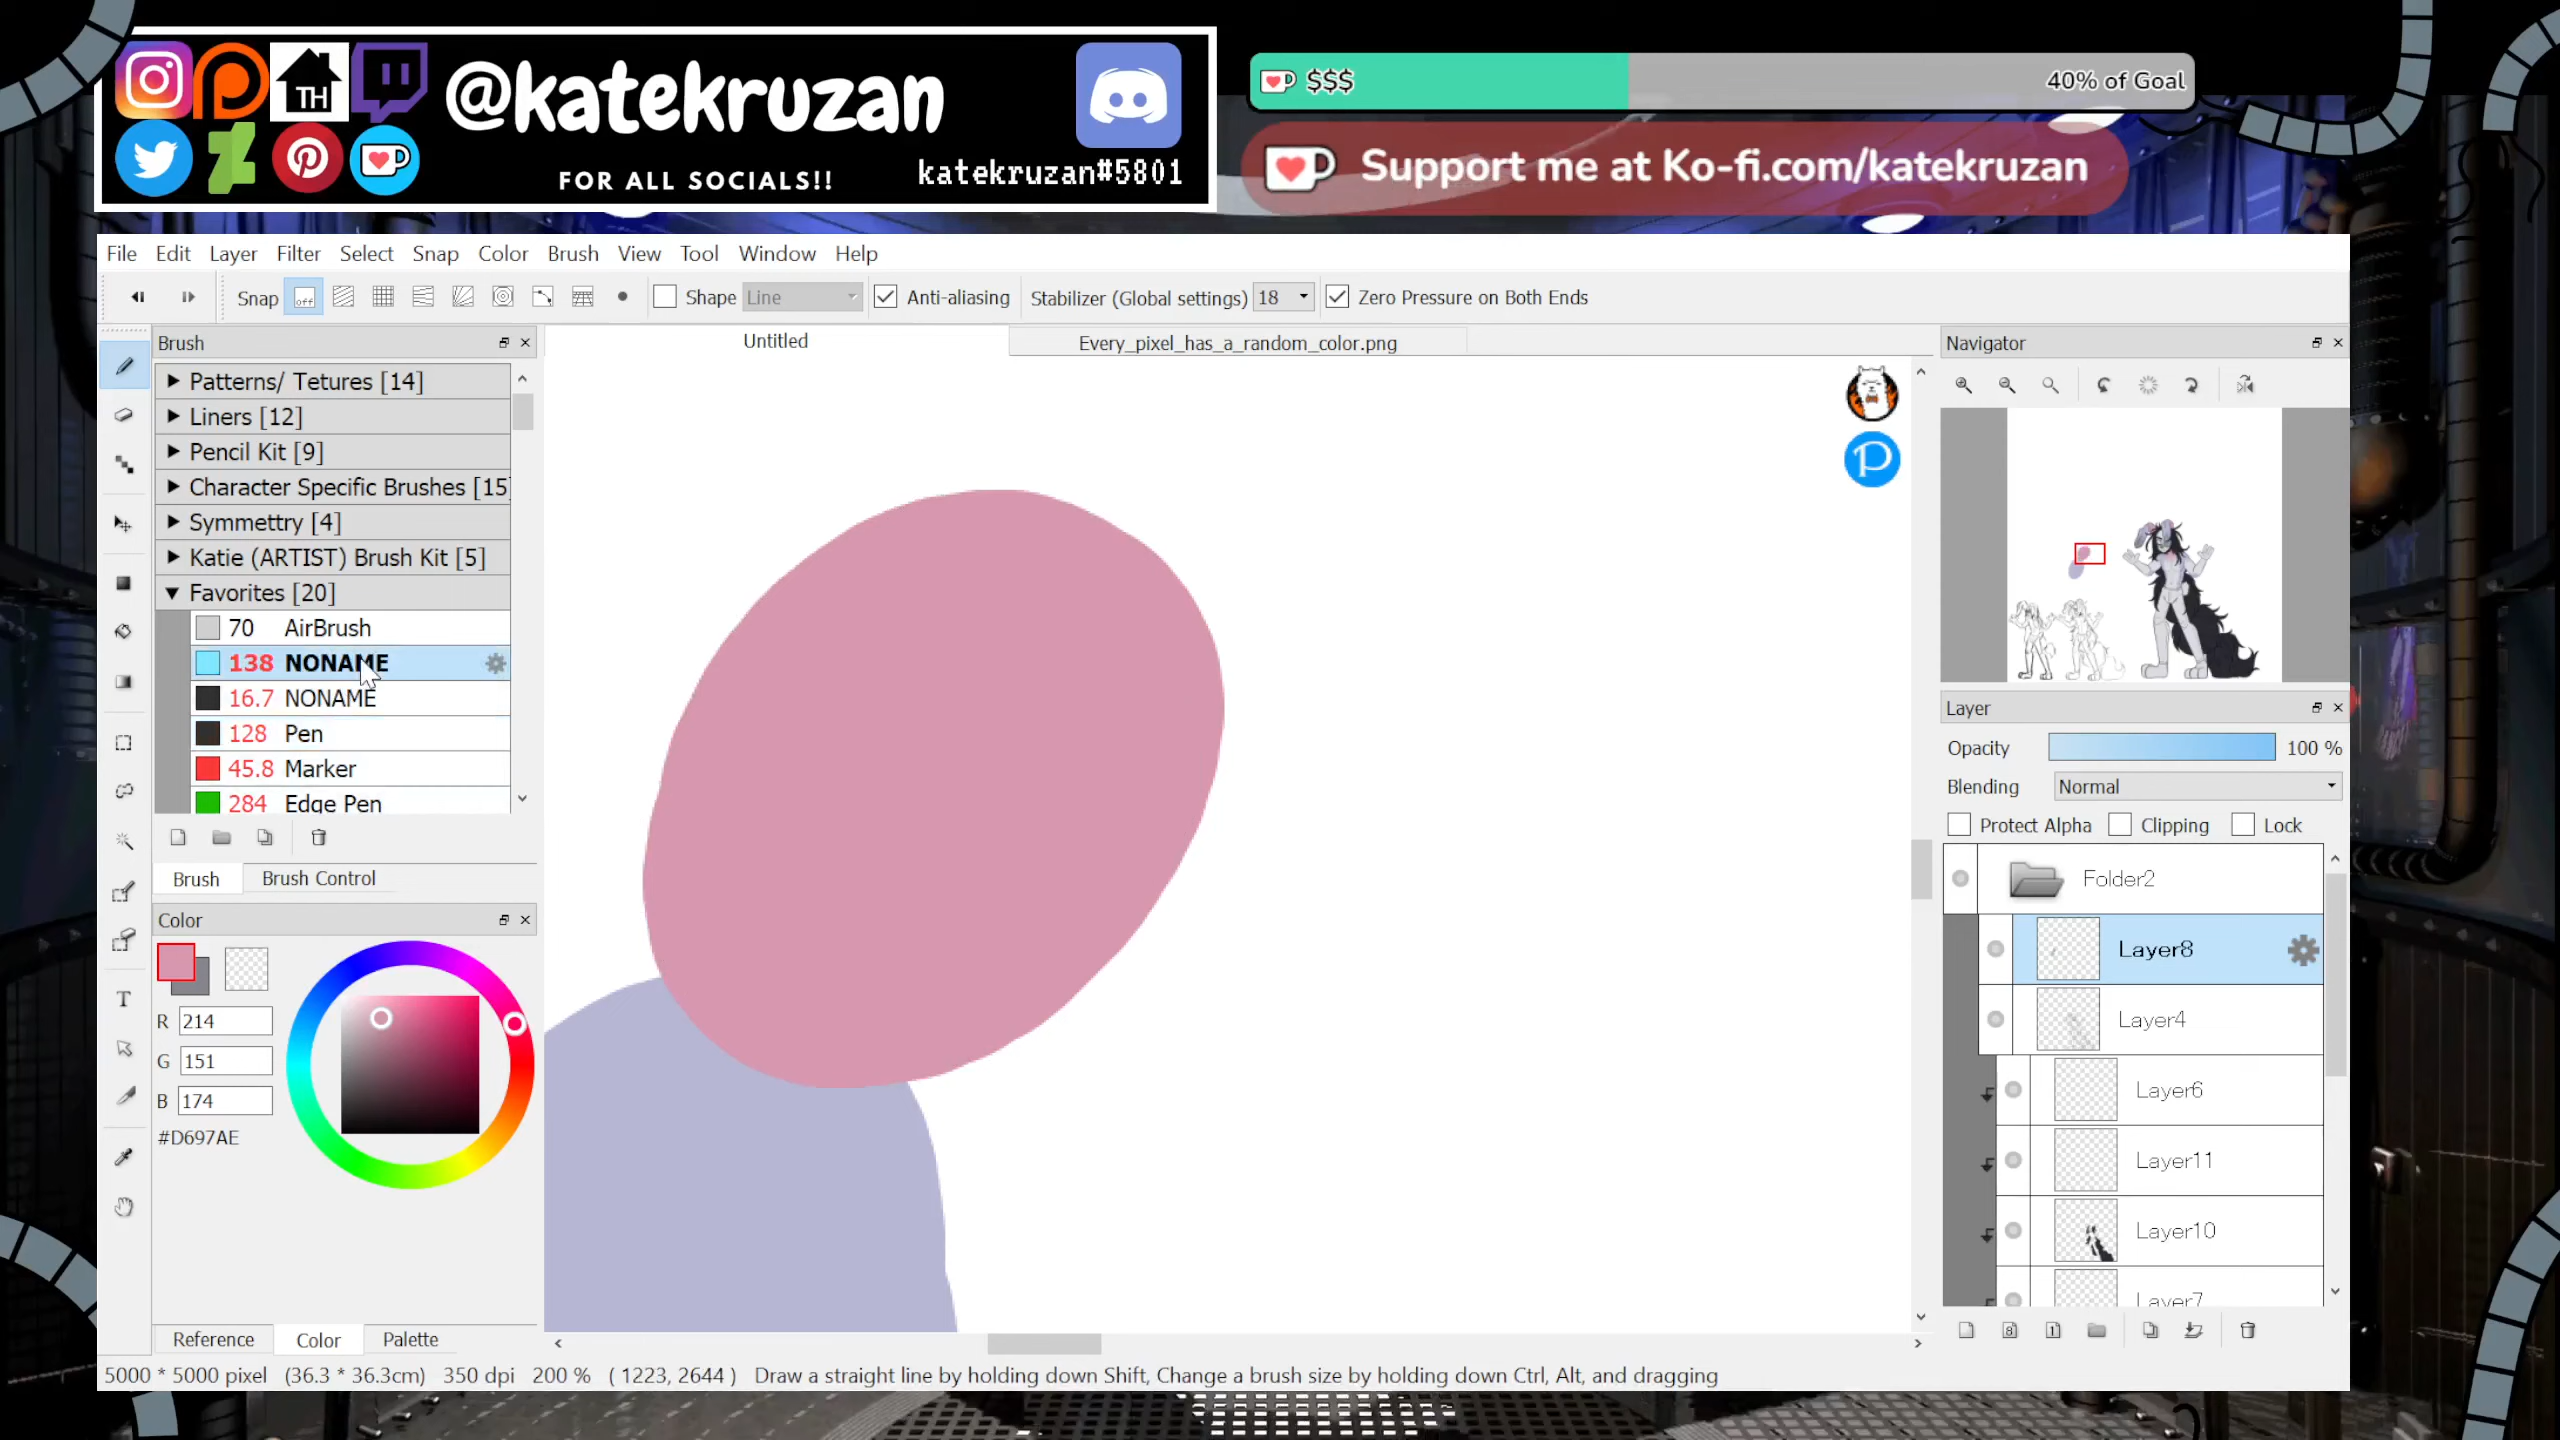 TH
@katekruzan
FOR ALL SOCIALS!!
katekruzan#5801
$$$
40% of Goal
Support me at Ko-fi.com/katekruzan
File Edit Layer Filter Select Snap Color Brush View Tool Window Help
Snap off Shape Line Anti-aliasing Stabilizer (Global settings) 18 Zero Pressure on Both Ends
Brush
Untitled
Every_pixel_has_a_random_color.png
Navigator
Patterns/ Tetures [14]
Liners [12]
Pencil Kit [9]
Character Specific Brushes [15]
Symmettry [4]
Katie (ARTIST) Brush Kit [5]
Favorites [20]
70 AirBrush
138 NONAME
16.7 NONAME
128 Pen
45.8 Marker
284 Edge Pen
Brush Brush Control
Color
R 214
G 151
B 174
#D697AE
Reference Color Palette
T
P
Layer
Opacity 100 %
Blending Normal
Protect Alpha Clipping Lock
Folder2
Layer8
Layer4
Layer6
Layer11
Layer10
Layer7
8 1
5000 * 5000 pixel (36.3 * 36.3cm) 350 dpi 200 % ( 1223, 2644 ) Draw a straight line by holding down Shift, Change a brush size by holding down Ctrl, Alt, and dragging